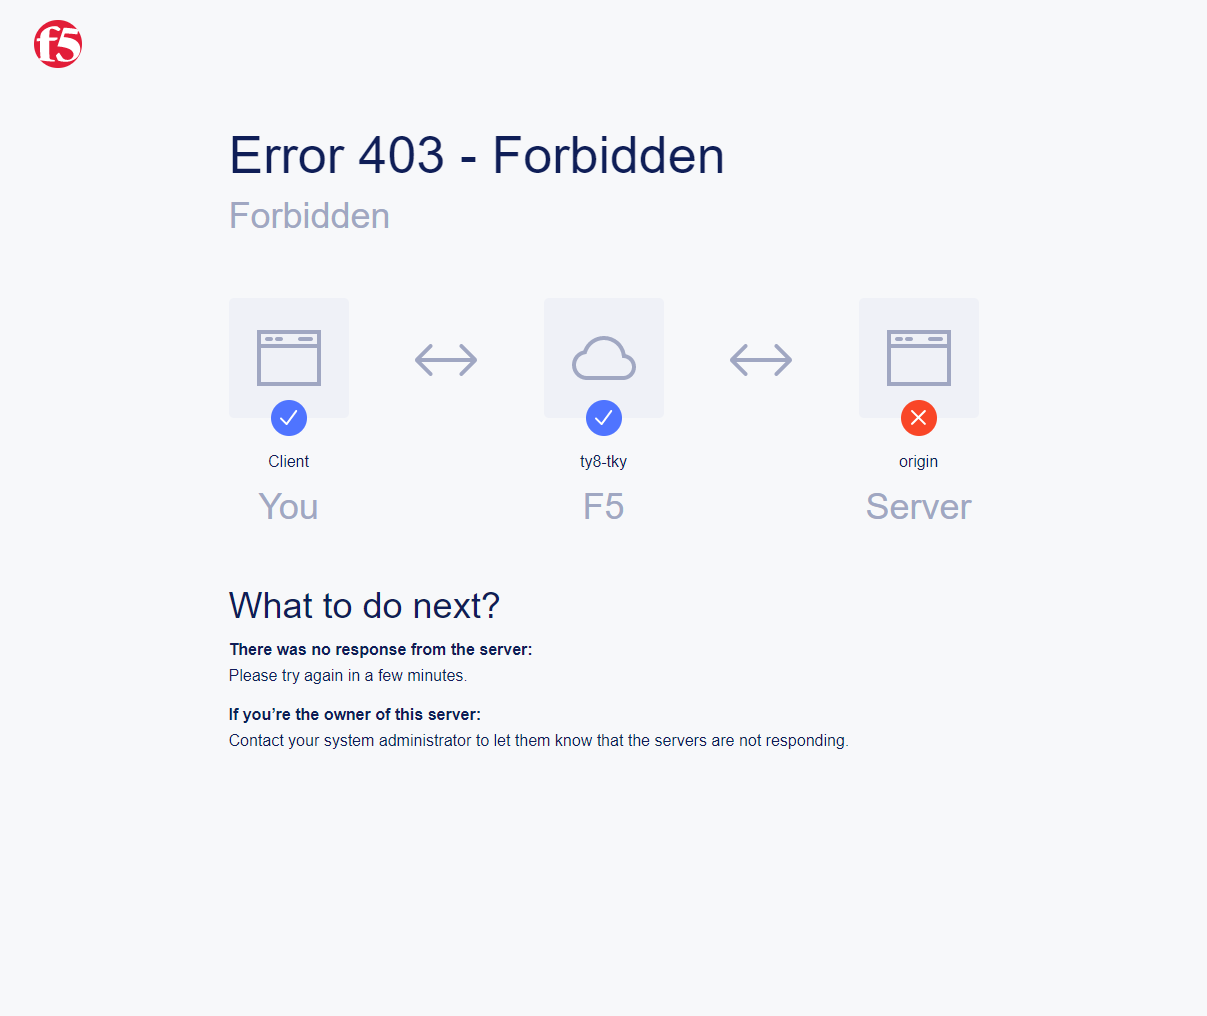 f5
Error 403 - Forbidden
Forbidden
Client
ty8-tky
origin
You
F5
Server
What to do next?
There was no response from the server:
Please try again in a few minutes.
If you’re the owner of this server:
Contact your system administrator to let them know that the servers are not responding.